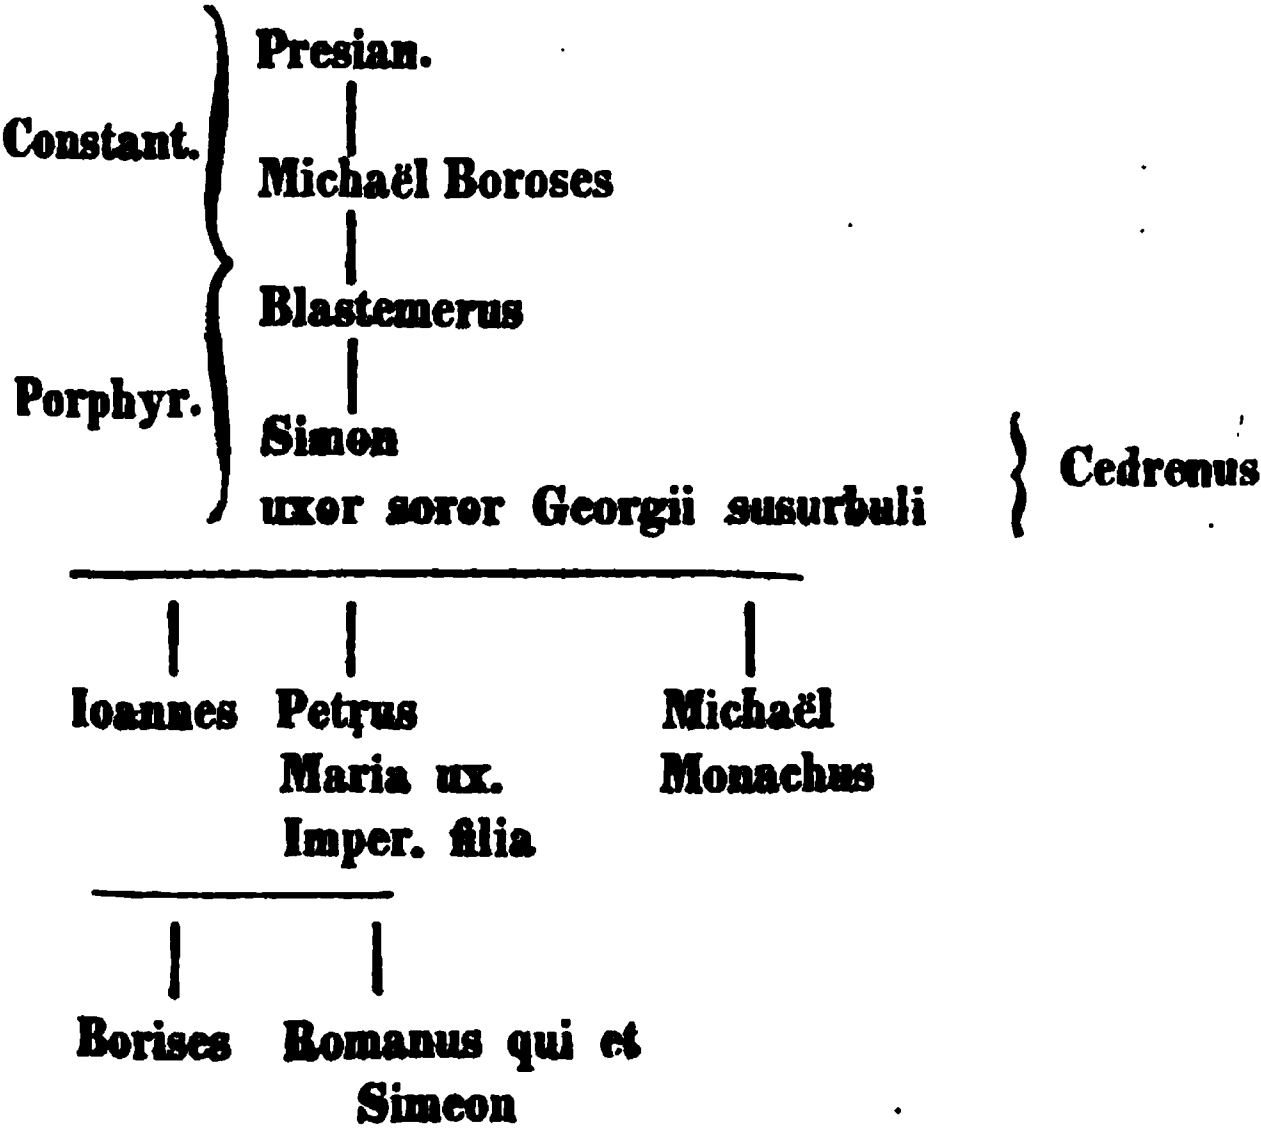 Presian.
Constant.
Michaël Boroses
Blastemerus
Porphyr.
Simon
Cedrenus
uxor soror Georgii susurbuli
Ioannes Petrus Michaël
Maria ux. Monachus
Imper. filia
Borises Romanus qui et
Simeon